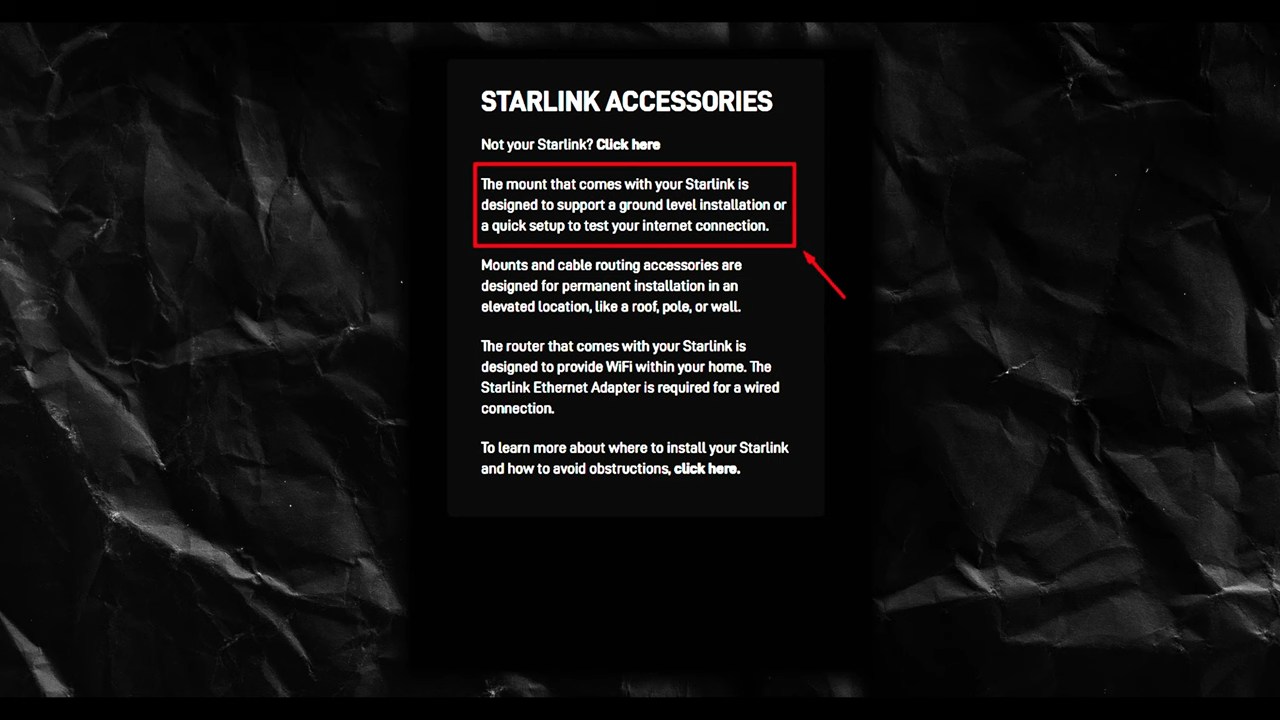 STARLINK ACCESSORIES
Not your Starlink? Click here
The mount that comes with your Starlink is
designed to support a ground level installation or
a quick setup to test your internet connection.
Mounts and cable routing accessories are
designed for permanent installation in an
elevated location, like a roof, pole, or wall.
The router that comes with your Starlink is
designed to provide WiFi within your home. The
Starlink Ethernet Adapter is required for a wired
connection.
To learn more about where to install your Starlink
and how to avoid obstructions, click here.